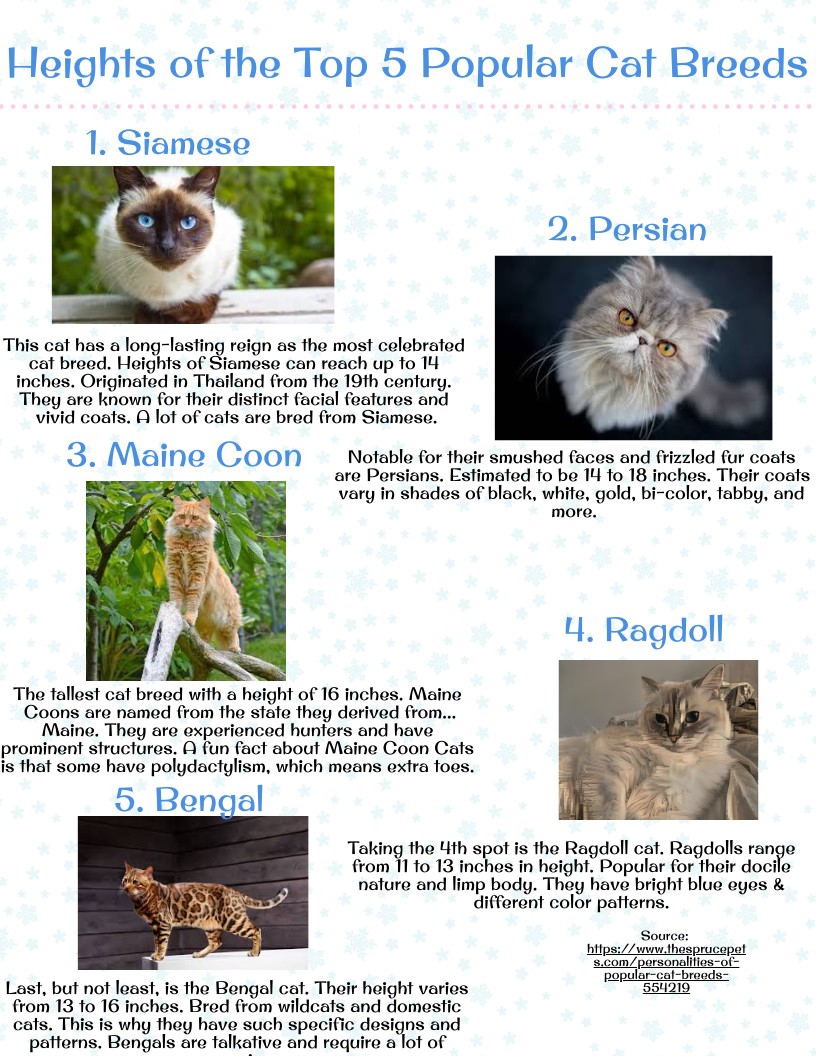 Heights of the Top 5 Popular Cat Breeds
1. Siamese
This cat has a long-lasting reign as the most celebrated
cat breed. Heights of Siamese can reach up to 14
inches. Originated in Thailand from the 19th century.
They are known for their distinct facial features and
vivid coats. A lot of cats are bred from Siamese.
2. Persian
Notable for their smushed faces and frizzled fur coats
are Persians. Estimated to be 14 to 18 inches. Their coats
vary in shades of black, white, gold, bi-color, tabby, and
more.
3. Maine Coon
The tallest cat breed with a height of 16 inches. Maine
Coons are named from the state they derived from...
Maine. They are experienced hunters and have
prominent structures. A fun fact about Maine Coon Cats
is that some have polydactylism, which means extra toes.
4. Ragdoll
Taking the 4th spot is the Ragdoll cat. Ragdolls range
from 11 to 13 inches in height. Popular for their docile
nature and limp body. They have bright blue eyes &
different color patterns.
5. Bengal
Last, but not least, is the Bengal cat. Their height varies
from 13 to 16 inches. Bred from wildcats and domestic
cats. This is why they have such specific designs and
patterns. Bengals are talkative and require a lot of
Source:
https://www.thesprucepet
s.com/personalities-of-
popular-cat-breeds-
554219